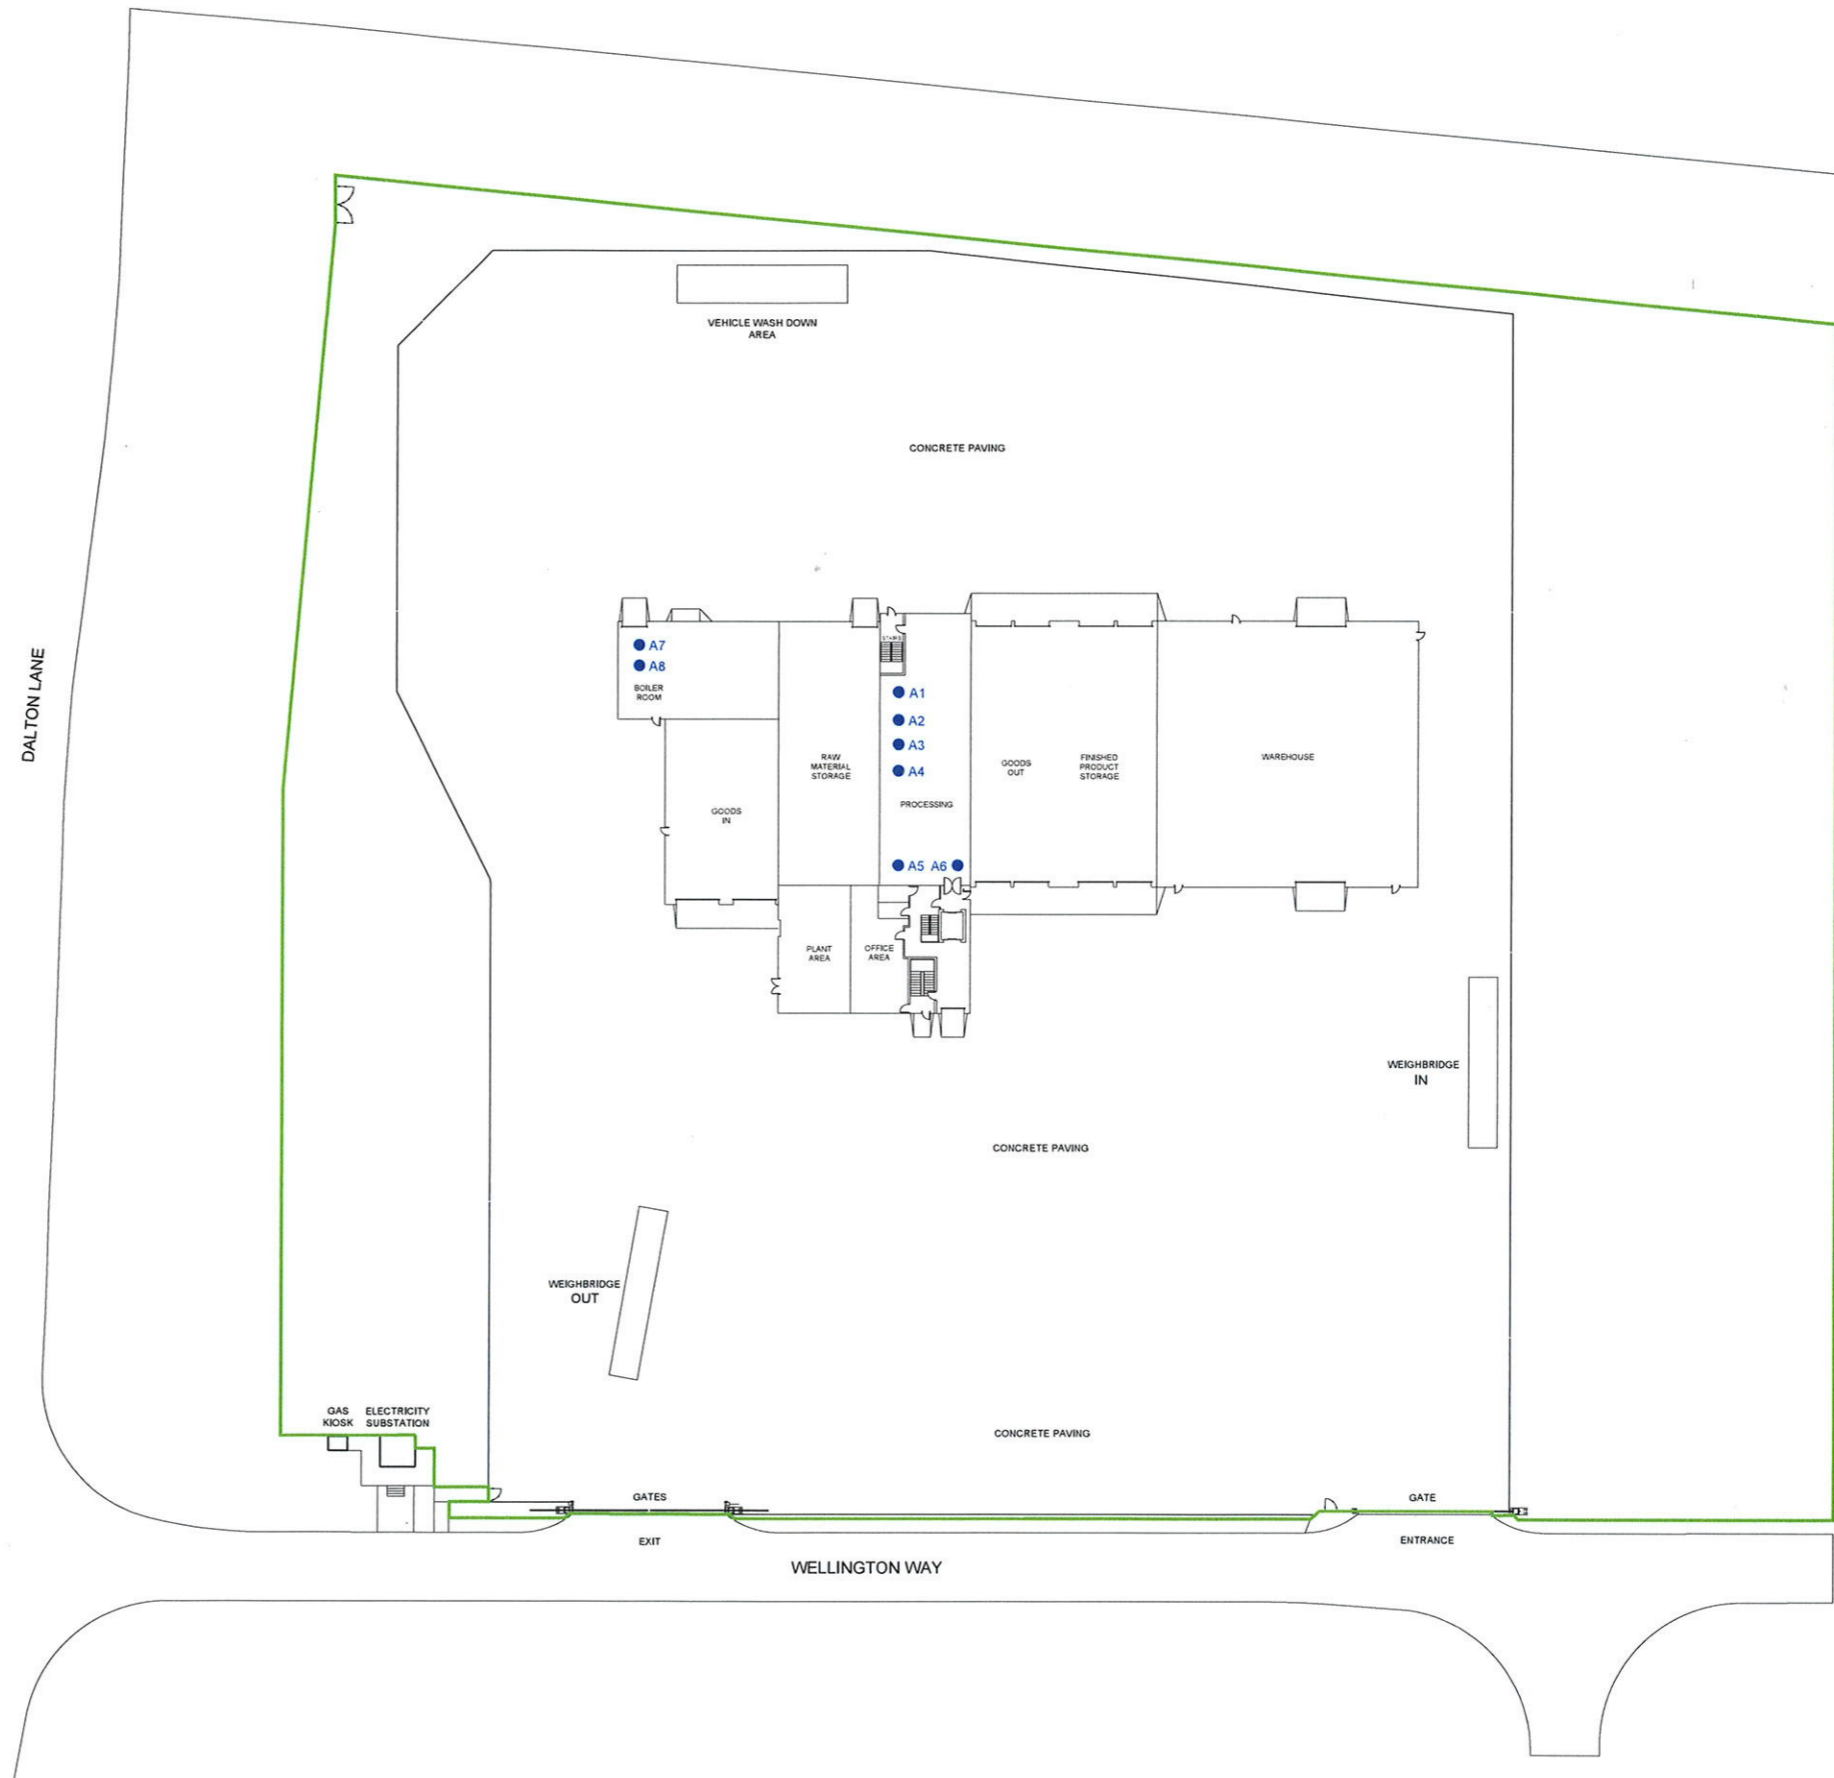 VEHICLE WASH DOWN
AREA
CONCRETE PAVING
DALTON LANE
A7
A8
BOILER
ROOM
STAIRS
A1
A2
A3
A4
RAW
MATERIAL
STORAGE
PROCESSING
GOODS
OUT
FINISHED
PRODUCT
STORAGE
WAREHOUSE
GOODS
IN
A5 A6
PLANT
AREA
OFFICE
AREA
WEIGHBRIDGE
IN
CONCRETE PAVING
WEIGHBRIDGE
OUT
GAS
KIOSK
ELECTRICITY
SUBSTATION
CONCRETE PAVING
GATES
GATE
EXIT
ENTRANCE
WELLINGTON WAY